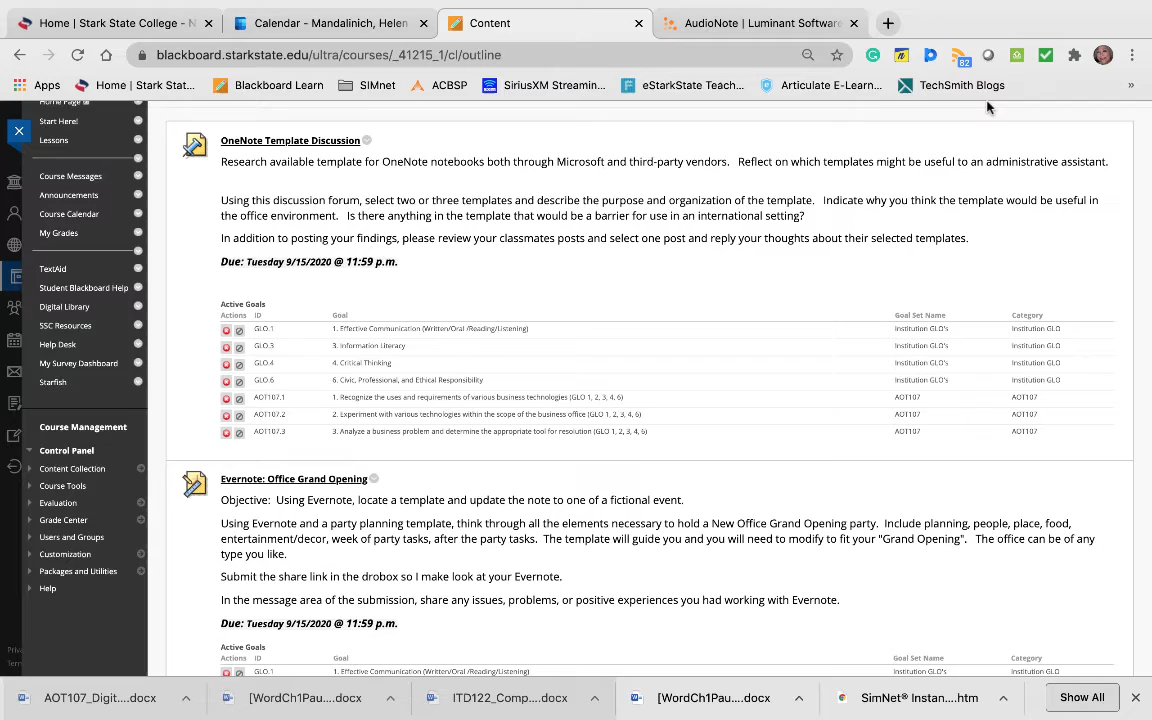 Home | Stark State College - N
Calendar - Mandalinich, Helen
Content
AudioNote | Luminant Software
blackboard.starkstate.edu/ultra/courses/_41215_1/cl/outline
82
Apps
Home | Stark Stat...
Blackboard Learn
SIMnet
ACBSP
SiriusXM Streamin...
eStarkState Teach...
Articulate E-Learn...
TechSmith Blogs
»
Home Page
Start Here!
Lessons
Course Messages
Announcements
Course Calendar
My Grades
TextAid
Student Blackboard Help
Digital Library
SSC Resources
Help Desk
My Survey Dashboard
Starfish
Course Management
Control Panel
Content Collection
Course Tools
Evaluation
Grade Center
Users and Groups
Customization
Packages and Utilities
Help
Priv
Term
OneNote Template Discussion
Research available template for OneNote notebooks both through Microsoft and third-party vendors. Reflect on which templates might be useful to an administrative assistant.
Using this discussion forum, select two or three templates and describe the purpose and organization of the template. Indicate why you think the template would be useful in
the office environment. Is there anything in the template that would be a barrier for use in an international setting?
In addition to posting your findings, please review your classmates posts and select one post and reply your thoughts about their selected templates.
Due: Tuesday 9/15/2020 @ 11:59 p.m.
Active Goals
Actions ID Goal Goal Set Name Category
GLO.1 1. Effective Communication (Written/Oral /Reading/Listening) Institution GLO's Institution GLO
GLO.3 3. Information Literacy Institution GLO's Institution GLO
GLO.4 4. Critical Thinking Institution GLO's Institution GLO
GLO.6 6. Civic, Professional, and Ethical Responsibility Institution GLO's Institution GLO
AOT107.1 1. Recognize the uses and requirements of various business technologies (GLO 1, 2, 3, 4, 6) AOT107 AOT107
AOT107.2 2. Experiment with various technologies within the scope of the business office (GLO 1, 2, 3, 4, 6) AOT107 AOT107
AOT107.3 3. Analyze a business problem and determine the appropriate tool for resolution (GLO 1, 2, 3, 4, 6) AOT107 AOT107
Evernote: Office Grand Opening
Objective: Using Evernote, locate a template and update the note to one of a fictional event.
Using Evernote and a party planning template, think through all the elements necessary to hold a New Office Grand Opening party. Include planning, people, place, food,
entertainment/decor, week of party tasks, after the party tasks. The template will guide you and you will need to modify to fit your "Grand Opening". The office can be of any
type you like.
Submit the share link in the drobox so I make look at your Evernote.
In the message area of the submission, share any issues, problems, or positive experiences you had working with Evernote.
Due: Tuesday 9/15/2020 @ 11:59 p.m.
Active Goals
Actions ID Goal Goal Set Name Category
GLO.1 1. Effective Communication (Written/Oral /Reading/Listening) Institution GLO's Institution GLO
AOT107_Digit....docx
[WordCh1Pau....docx
ITD122_Comp....docx
[WordCh1Pau....docx
SimNet® Instan....htm
Show All